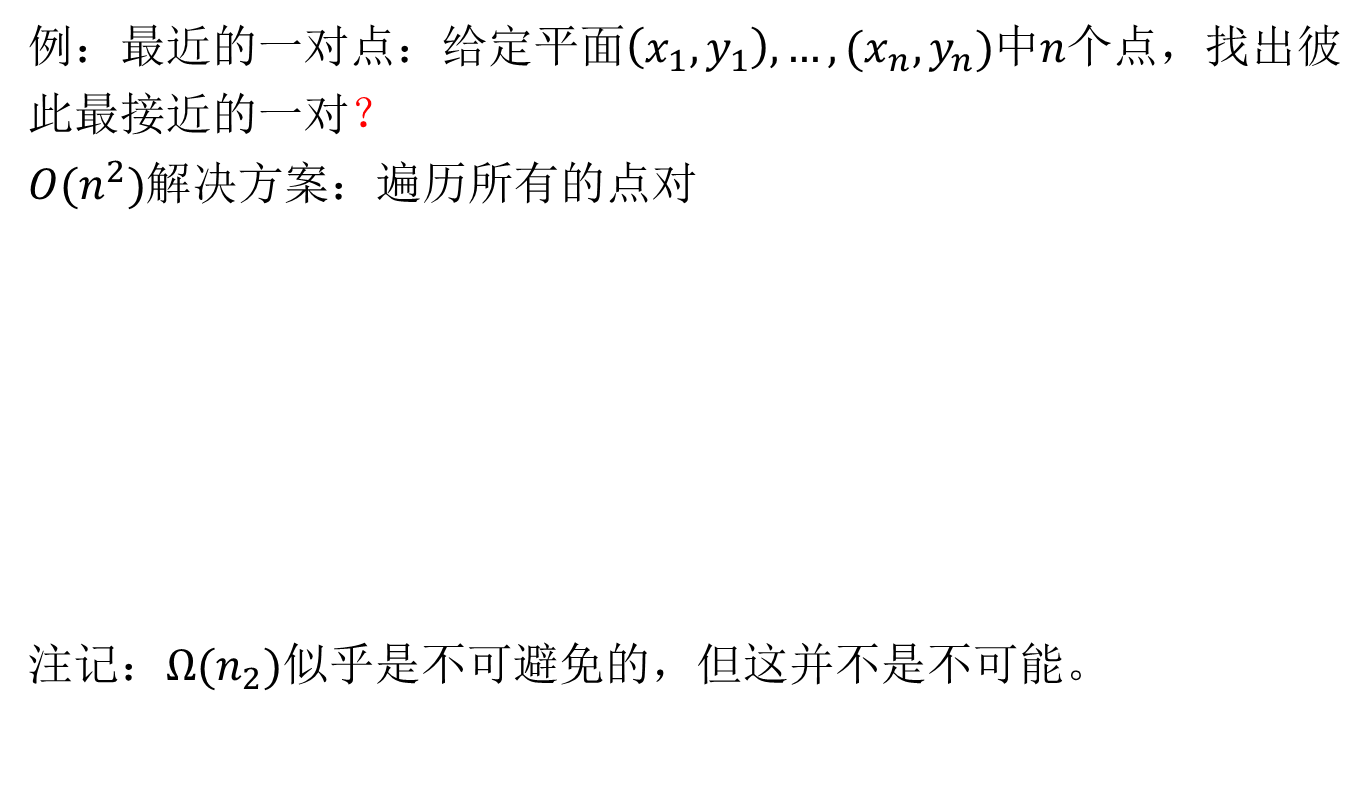 例：最近的一对点：给定平面(x₁, y₁), … , (xₙ, yₙ)中n个点，找出彼
此最接近的一对？
O(n²)解决方案：遍历所有的点对
注记：Ω(n₂)似乎是不可避免的，但这并不是不可能。